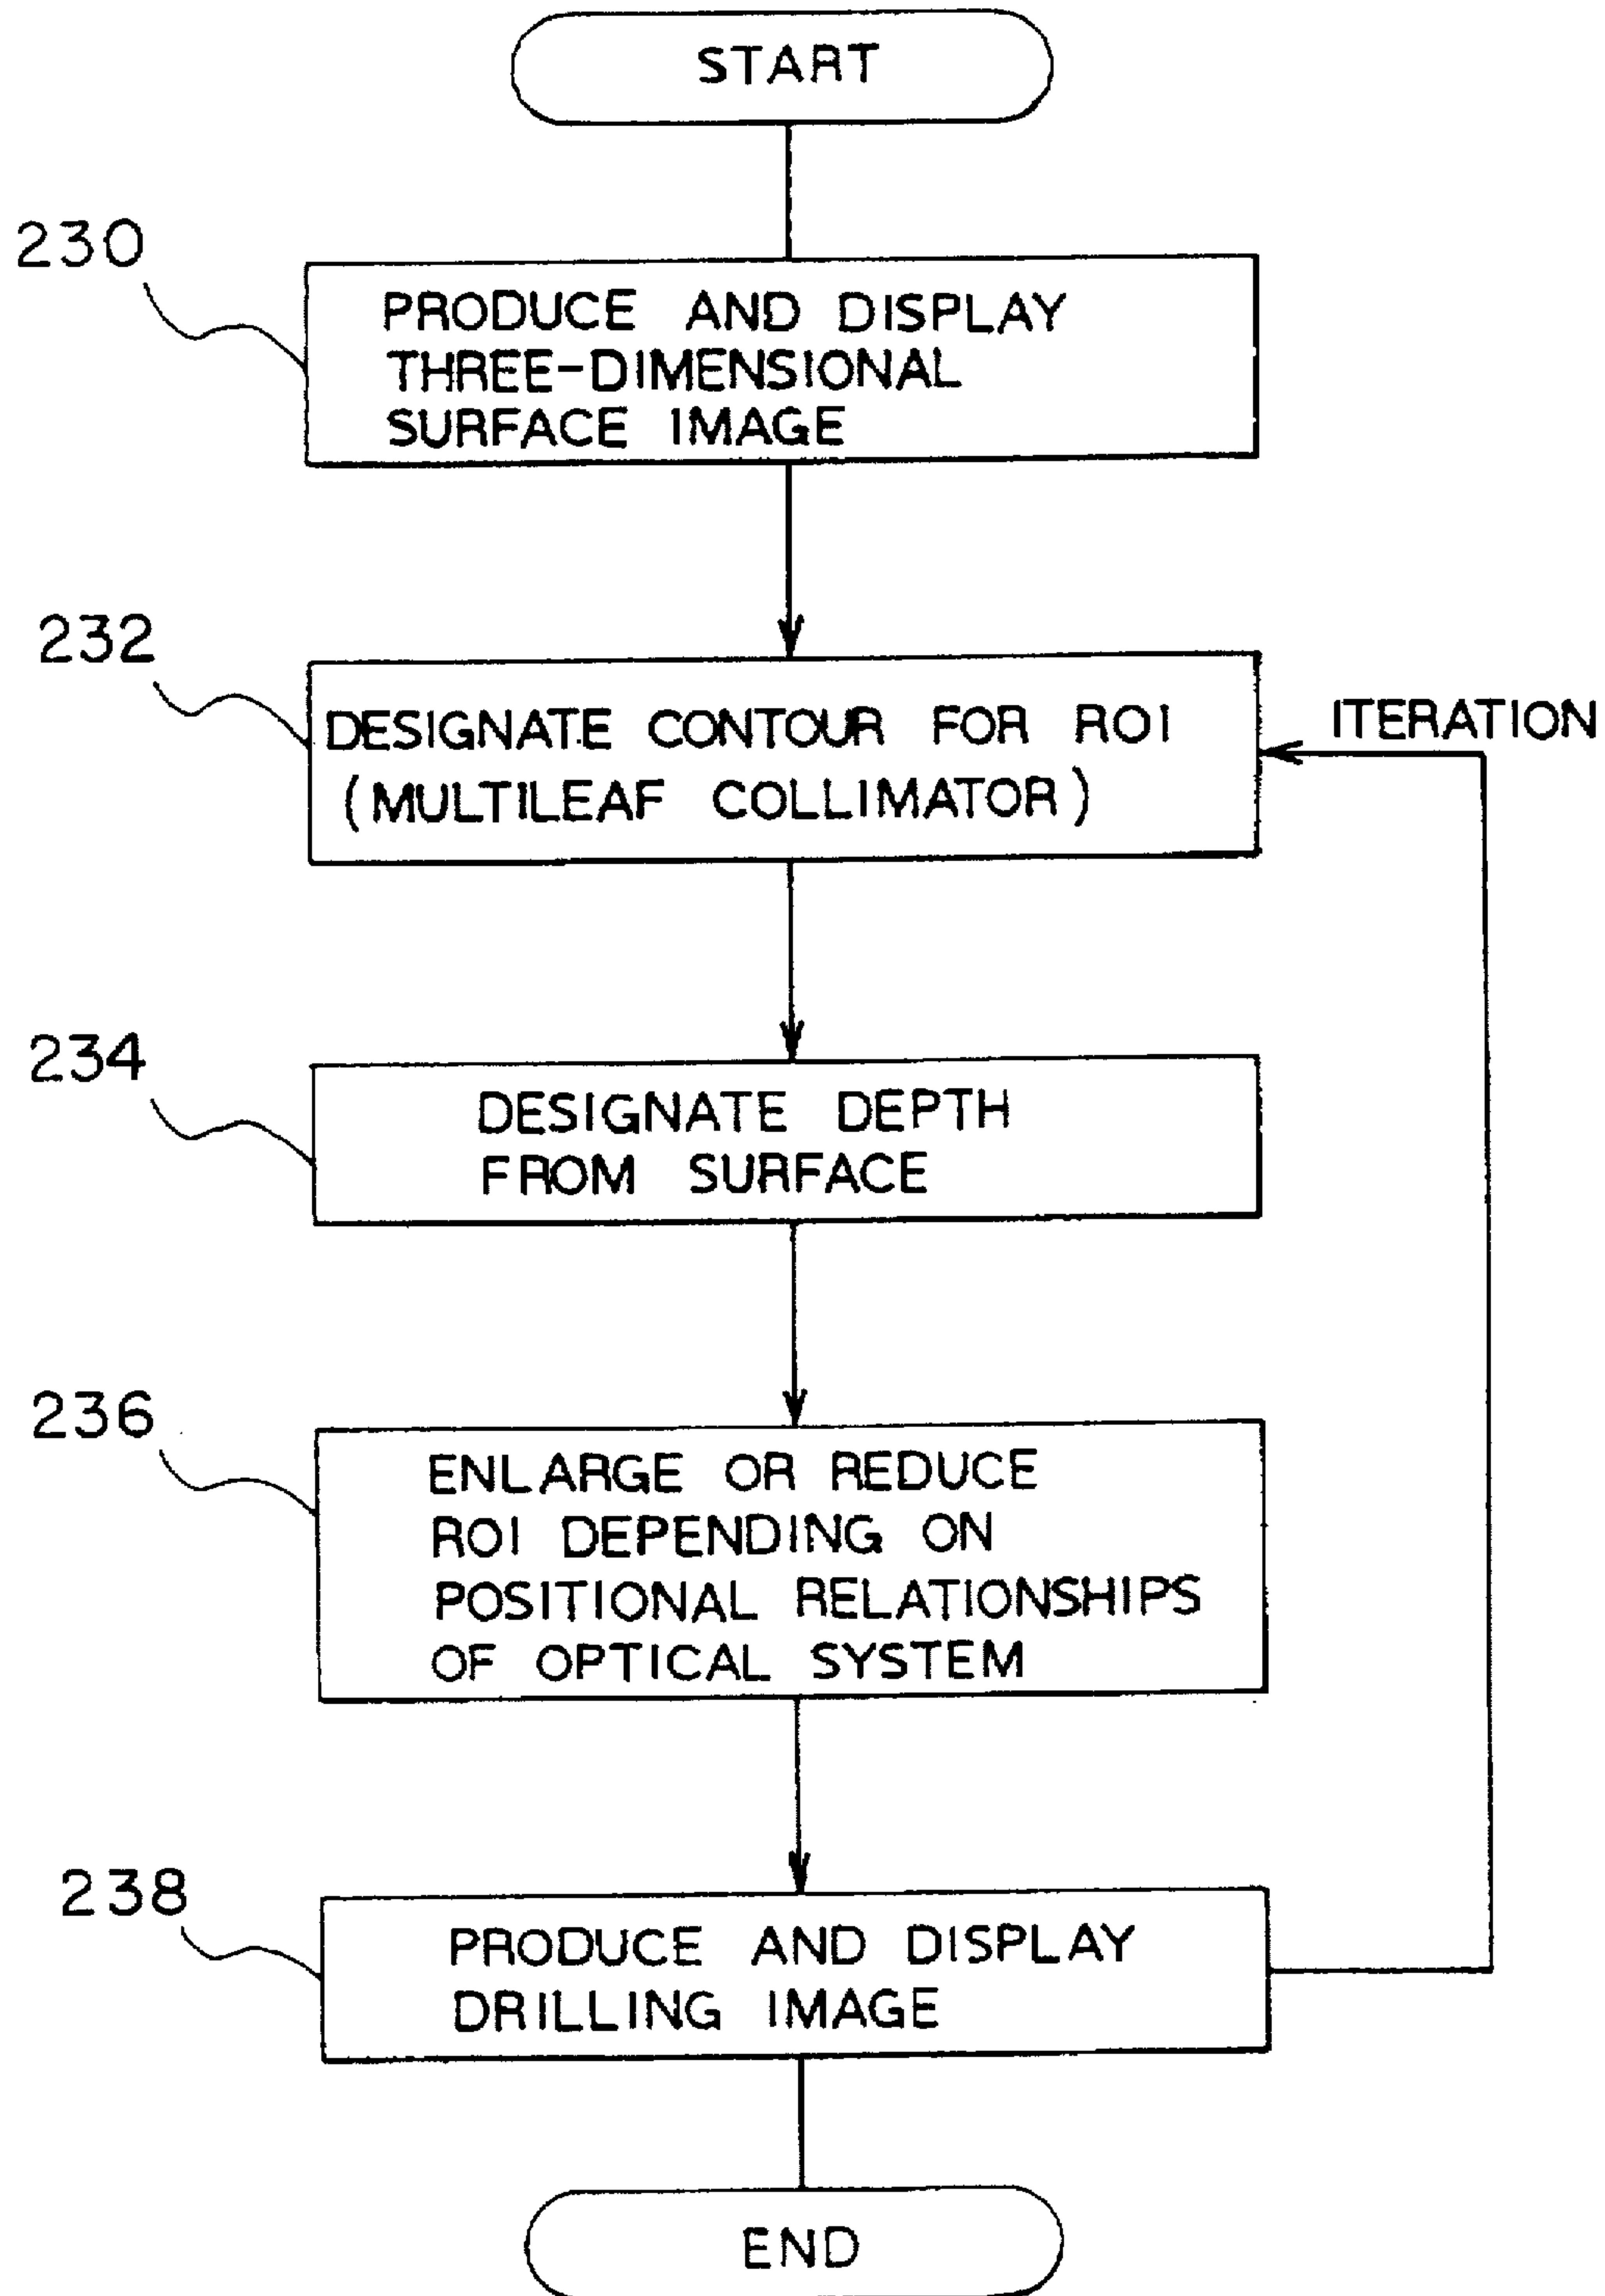 START
230
PRODUCE AND DISPLAY
THREE-DIMENSIONAL
SURFACE IMAGE
232
DESIGNATE CONTOUR FOR ROI
(MULTILEAF COLLIMATOR)
ITERATION
234
DESIGNATE DEPTH
FROM SURFACE
236
ENLARGE OR REDUCE
ROI DEPENDING ON
POSITIONAL RELATIONSHIPS
OF OPTICAL SYSTEM
238
PRODUCE AND DISPLAY
DRILLING IMAGE
END